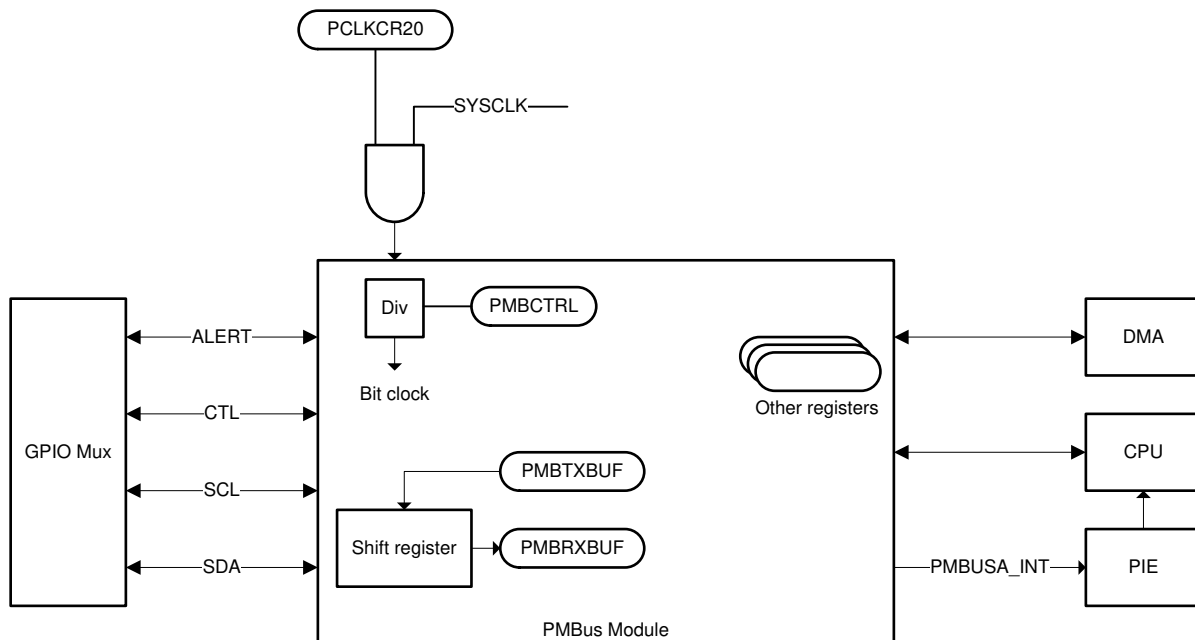 PCLKCR20
SYSCLK
Div
PMBCTRL
Bit clock
ALERT
CTL
SCL
SDA
GPIO Mux
Other registers
DMA
CPU
PIE
PMBUSA_INT
PMBTXBUF
Shift register
PMBRXBUF
PMBus Module